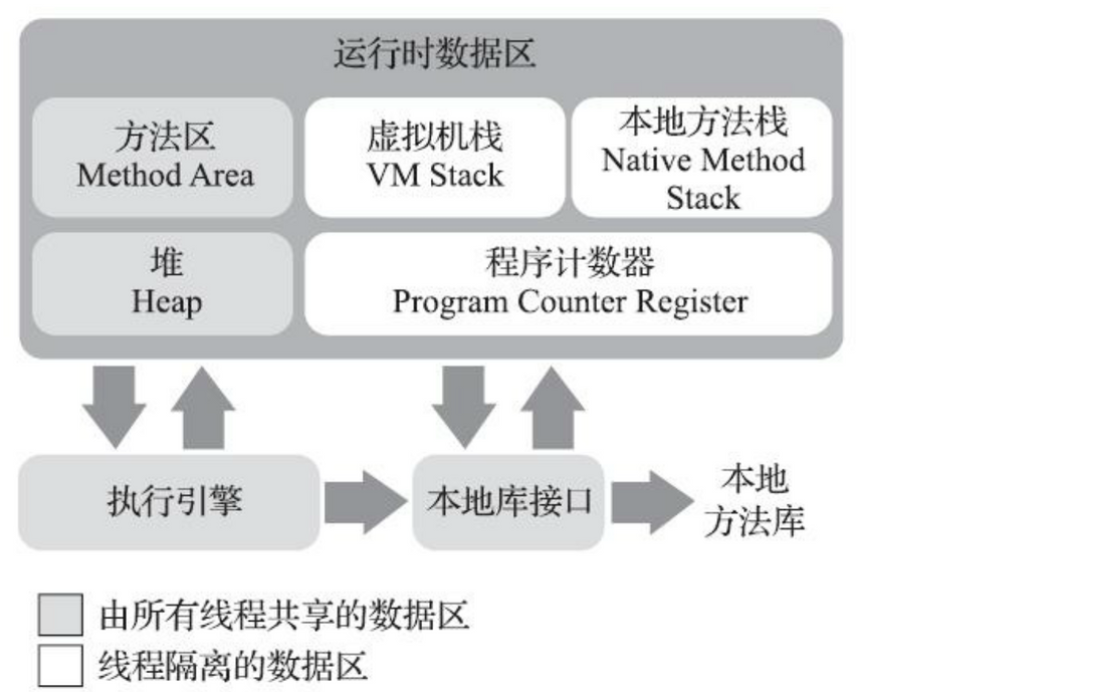 运行时数据区
方法区
Method Area
虚拟机栈
VM Stack
本地方法栈
Native Method
Stack
堆
Heap
程序计数器
Program Counter Register
执行引擎
本地库接口
本地
方法库
由所有线程共享的数据区
线程隔离的数据区